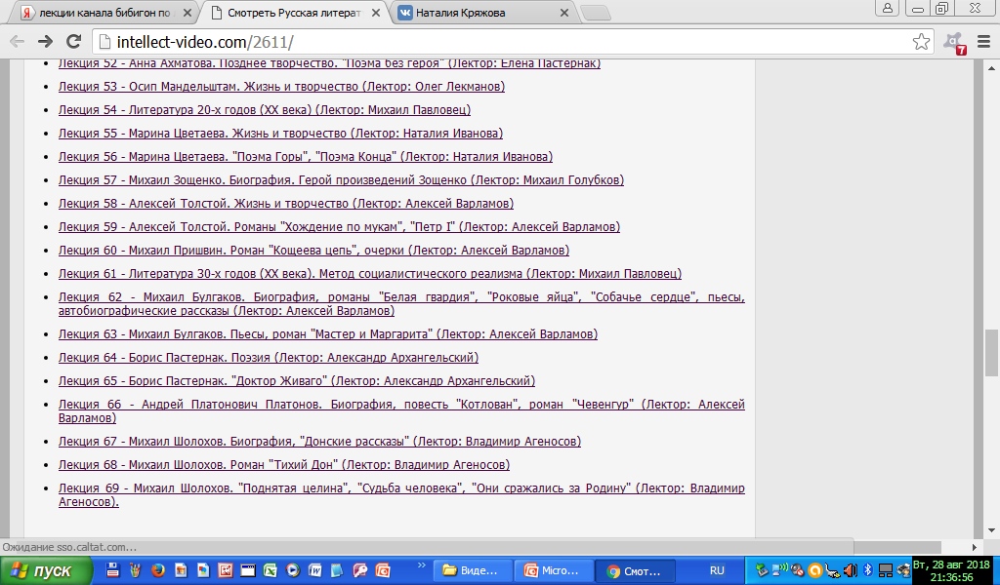 лекции канала бибигон по
Смотреть Русская литерат
Наталия Кряжова
intellect-video.com/2611/
7
Лекция 52 - Анна Ахматова. Позднее творчество. "Поэма без героя" (Лектор: Елена Пастернак)
Лекция 53 - Осип Мандельштам. Жизнь и творчество (Лектор: Олег Лекманов)
Лекция 54 - Литература 20-х годов (XX века) (Лектор: Михаил Павловец)
Лекция 55 - Марина Цветаева. Жизнь и творчество (Лектор: Наталия Иванова)
Лекция 56 - Марина Цветаева. "Поэма Горы", "Поэма Конца" (Лектор: Наталия Иванова)
Лекция 57 - Михаил Зощенко. Биография. Герой произведений Зощенко (Лектор: Михаил Голубков)
Лекция 58 - Алексей Толстой. Жизнь и творчество (Лектор: Алексей Варламов)
Лекция 59 - Алексей Толстой. Романы "Хождение по мукам", "Петр I" (Лектор: Алексей Варламов)
Лекция 60 - Михаил Пришвин. Роман "Кощеева цепь", очерки (Лектор: Алексей Варламов)
Лекция 61 - Литература 30-х годов (XX века). Метод социалистического реализма (Лектор: Михаил Павловец)
Лекция 62 - Михаил Булгаков. Биография, романы "Белая гвардия", "Роковые яйца", "Собачье сердце", пьесы,
автобиографические рассказы (Лектор: Алексей Варламов)
Лекция 63 - Михаил Булгаков. Пьесы, роман "Мастер и Маргарита" (Лектор: Алексей Варламов)
Лекция 64 - Борис Пастернак. Поэзия (Лектор: Александр Архангельский)
Лекция 65 - Борис Пастернак. "Доктор Живаго" (Лектор: Александр Архангельский)
Лекция 66 - Андрей Платонович Платонов. Биография, повесть "Котлован", роман "Чевенгур" (Лектор: Алексей
Варламов)
Лекция 67 - Михаил Шолохов. Биография, "Донские рассказы" (Лектор: Владимир Агеносов)
Лекция 68 - Михаил Шолохов. Роман "Тихий Дон" (Лектор: Владимир Агеносов)
Лекция 69 - Михаил Шолохов. "Поднятая целина", "Судьба человека", "Они сражались за Родину" (Лектор: Владимир
Агеносов).
Ожидание sso.caltat.com...
пуск
Виде...
Micro...
Смот...
RU
Вт, 28 авг 2018
21:36:56